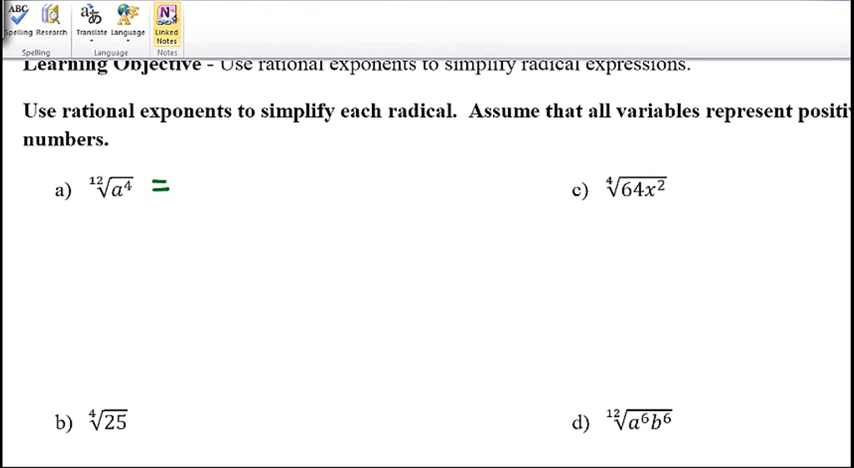 ABC
Spelling Research Translate Language Linked Notes
Spelling Language Notes
Learning Objective - Use rational exponents to simplify radical expressions.
Use rational exponents to simplify each radical. Assume that all variables represent positi
numbers.
a) ¹²√a⁴ =
c) ⁴√64x²
b) ⁴√25
d) ¹²√a⁶b⁶